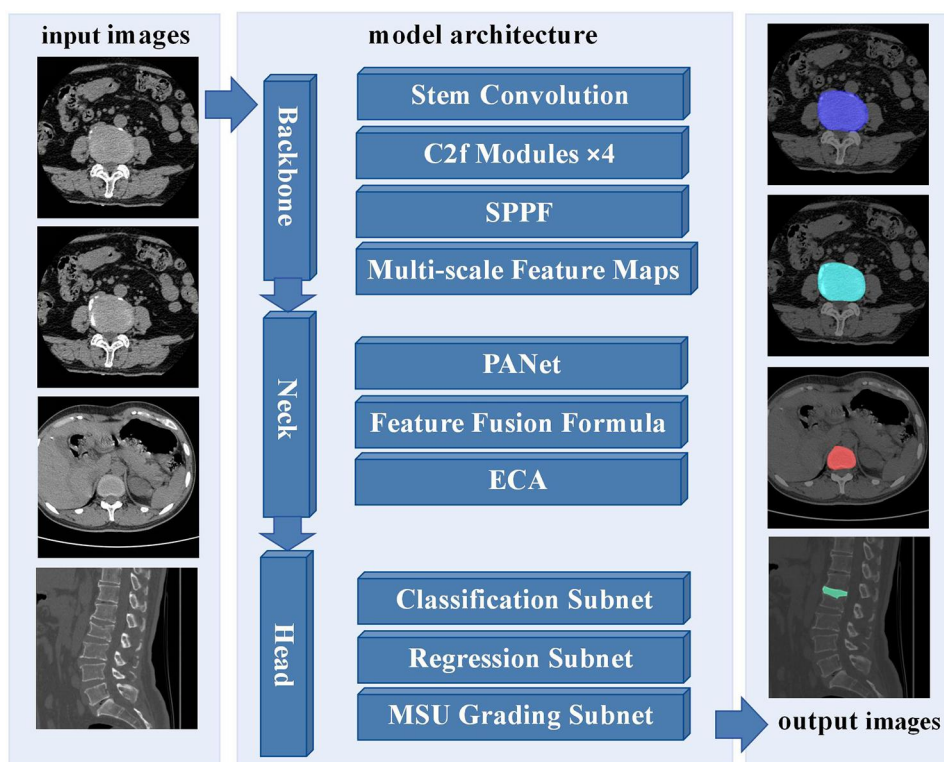 input images
model architecture
Backbone
Stem Convolution
C2f Modules ×4
SPPF
Multi-scale Feature Maps
Neck
PANet
Feature Fusion Formula
ECA
Head
Classification Subnet
Regression Subnet
MSU Grading Subnet
output images